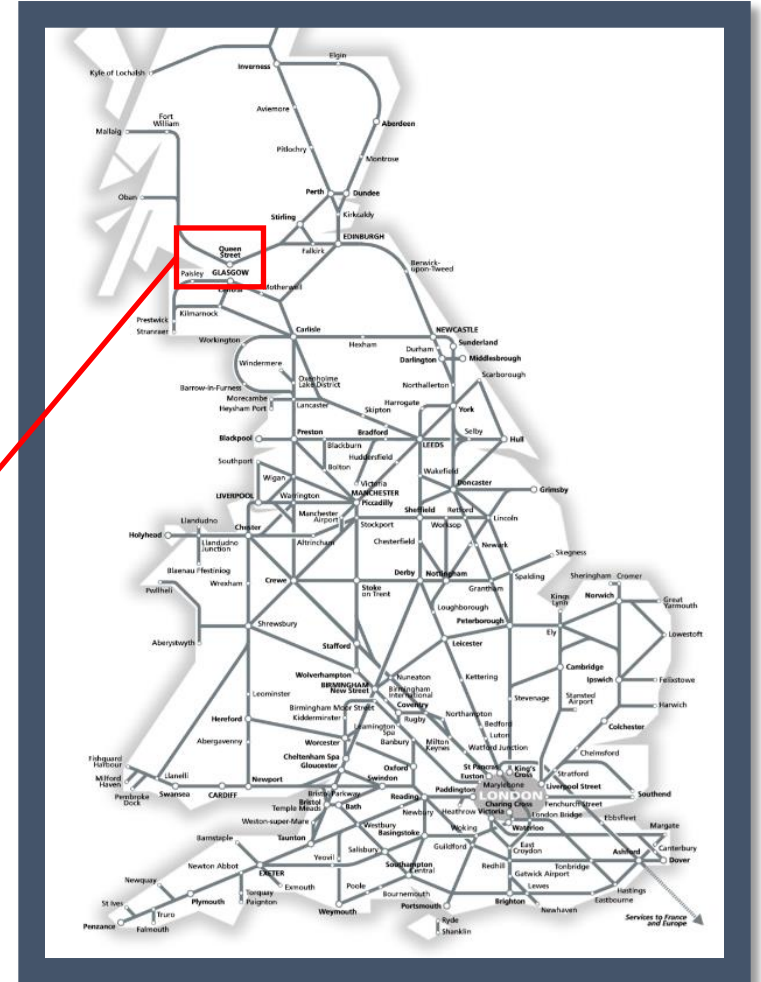 Elgin
Inverness
Kyle of Lochalsh
Aviemore
Fort
William
Aberdeen
Mallaig
Pitlochry
Montrose
Perth
Dundee
Oban
Stirling
Kirkcaldy
EDINBURGH
Queen
Street
Falkirk
Berwick-
upon-Tweed
Paisley
GLASGOW
Central
Motherwell
Kilmarnock
Prestwick
Stranraer
Carlisle
NEWCASTLE
Workington
Hexham
Sunderland
Durham
Darlington
Middlesbrough
Windermere
Scarborough
Oxenholme
Lake District
Northallerton
Barrow-in-Furness
Morecambe
Heysham Port
Lancaster
Harrogate
York
Skipton
Blackpool
Preston
Bradford
Selby
Hull
Blackburn
LEEDS
Huddersfield
Southport
Bolton
Wakefield
Wigan
Victoria
Doncaster
MANCHESTER
Piccadilly
Grimsby
LIVERPOOL
Warrington
Manchester
Airport
Sheffield
Retford
Llandudno
Stockport
Worksop
Lincoln
Holyhead
Chester
Llandudno
Junction
Altrincham
Chesterfield
Newark
Skegness
Blaenau Ffestiniog
Derby
Nottingham
Sheringham
Cromer
Pwllheli
Wrexham
Crewe
Stoke
on Trent
Grantham
Spalding
Kings
Lynn
Norwich
Great
Yarmouth
Loughborough
Peterborough
Shrewsbury
Ely
Lowestoft
Aberystwyth
Stafford
Leicester
Wolverhampton
Cambridge
BIRMINGHAM
New Street
Nuneaton
Kettering
Ipswich
Felixstowe
Birmingham
International
Leominster
Stevenage
Stansted
Airport
Birmingham Moor Street
Coventry
Harwich
Hereford
Kidderminster
Rugby
Northampton
Leamington
Spa
Bedford
Colchester
Abergavenny
Worcester
Banbury
Milton
Keynes
Luton
Watford Junction
Chelmsford
Fishguard
Harbour
Cheltenham Spa
Gloucester
Oxford
St Pancras
King's
Cross
Euston
Stratford
Milford
Haven
Llanelli
Newport
Swindon
Marylebone
Liverpool Street
Pembroke
Dock
Swansea
CARDIFF
Bristol Parkway
Reading
Paddington
LONDON
Southend
Bristol
Temple Meads
Bath
Newbury
Heathrow
Victoria
Charing Cross
Fenchurch Street
Weston-super-Mare
London Bridge
Ebbsfleet
Barnstaple
Taunton
Westbury
Basingstoke
Woking
Waterloo
Margate
Salisbury
Guildford
East
Croydon
Canterbury
Newton Abbot
Yeovil
Southampton
Central
Redhill
Tonbridge
Ashford
Dover
EXETER
Gatwick Airport
Newquay
Exmouth
Poole
Lewes
Hastings
St Ives
Plymouth
Torquay
Paignton
Bournemouth
Eastbourne
Truro
Weymouth
Portsmouth
Brighton
Newhaven
Penzance
Falmouth
Ryde
Shanklin
Services to France
and Europe